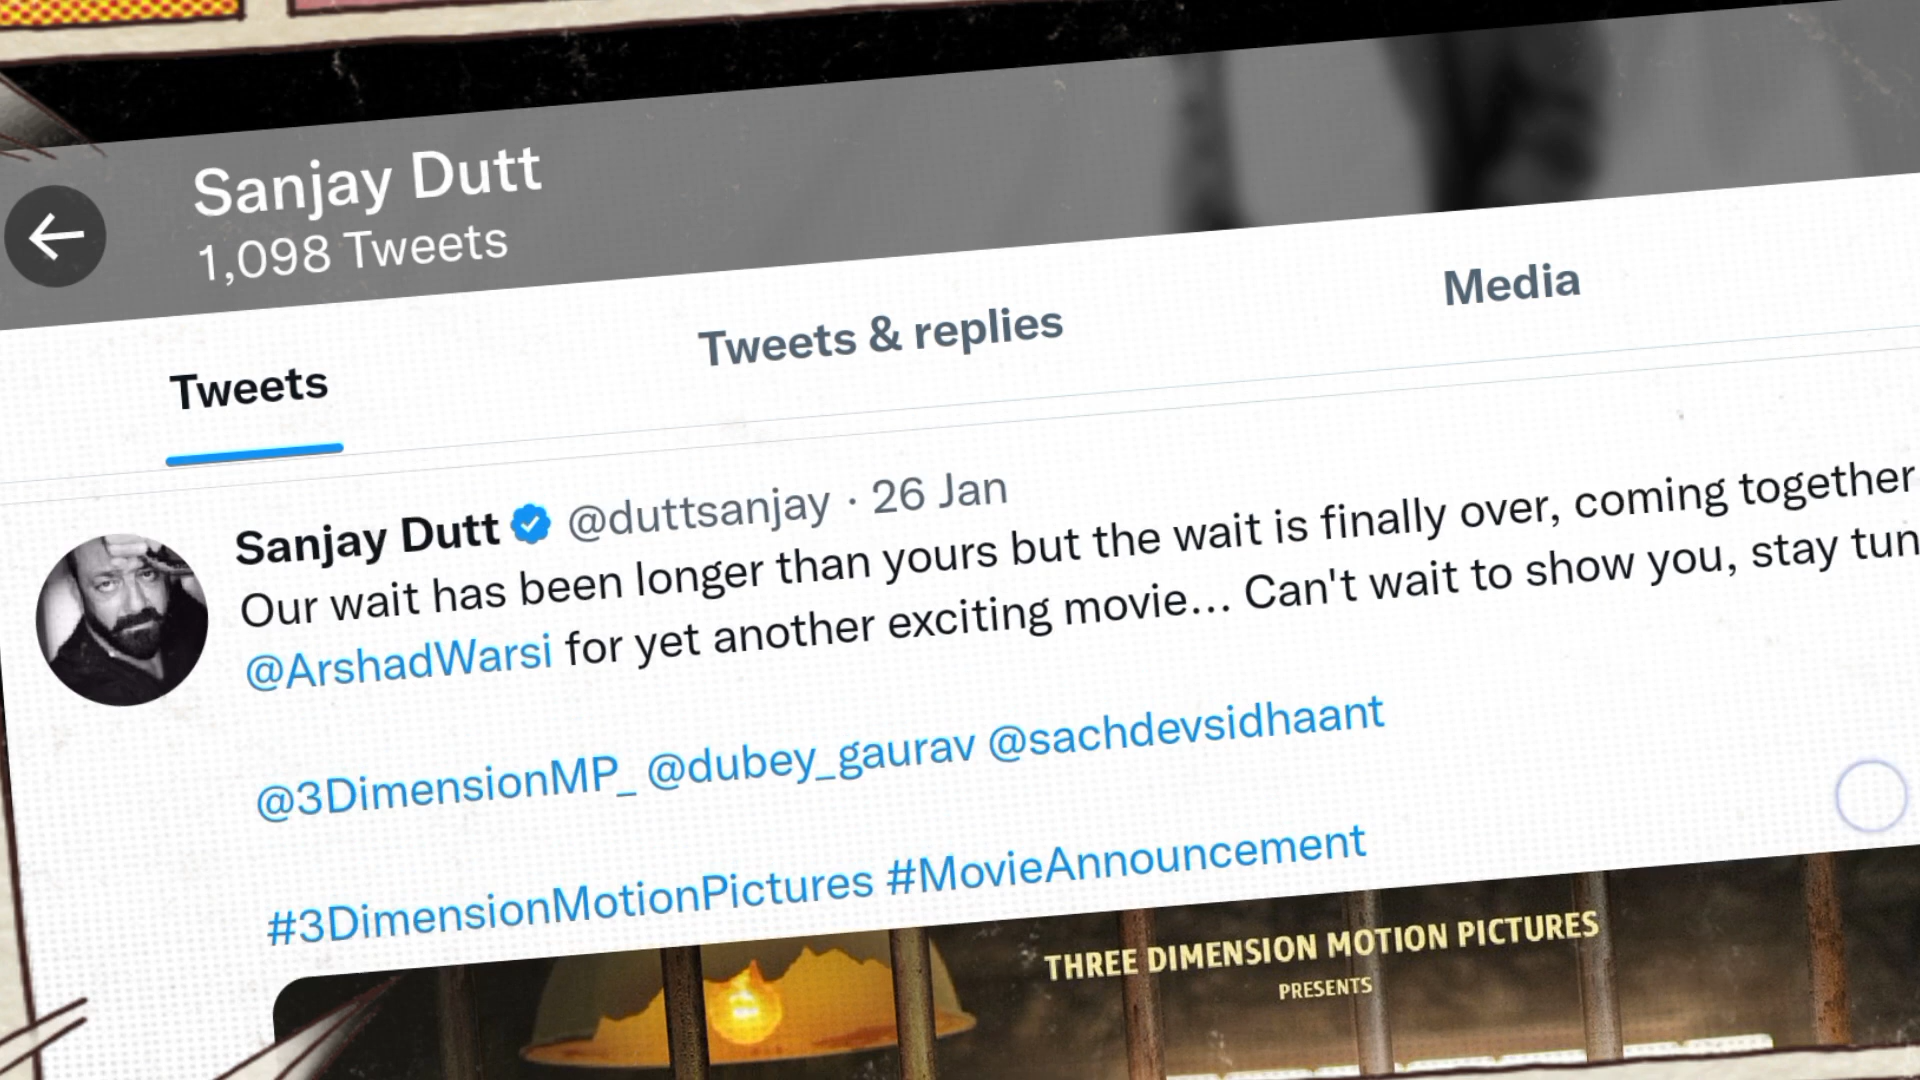 Sanjay Dutt
1,098 Tweets
Tweets
Tweets & replies
Media
Sanjay Dutt @duttsanjay · 26 Jan
Our wait has been longer than yours but the wait is finally over, coming together
@ArshadWarsi for yet another exciting movie... Can't wait to show you, stay
@3DimensionMP_ @dubey_gaurav @sachdevsidhaant
#3DimensionMotionPictures #MovieAnnouncement
THREE DIMENSION MOTION PICTURES
PRESENTS